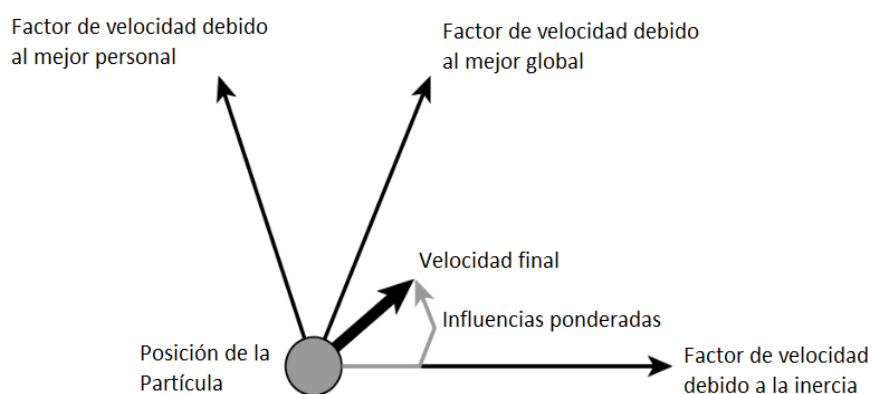 Factor de velocidad debido
al mejor personal
Factor de velocidad debido
al mejor global
Velocidad final
Influencias ponderadas
Posición de la
Partícula
Factor de velocidad
debido a la inercia